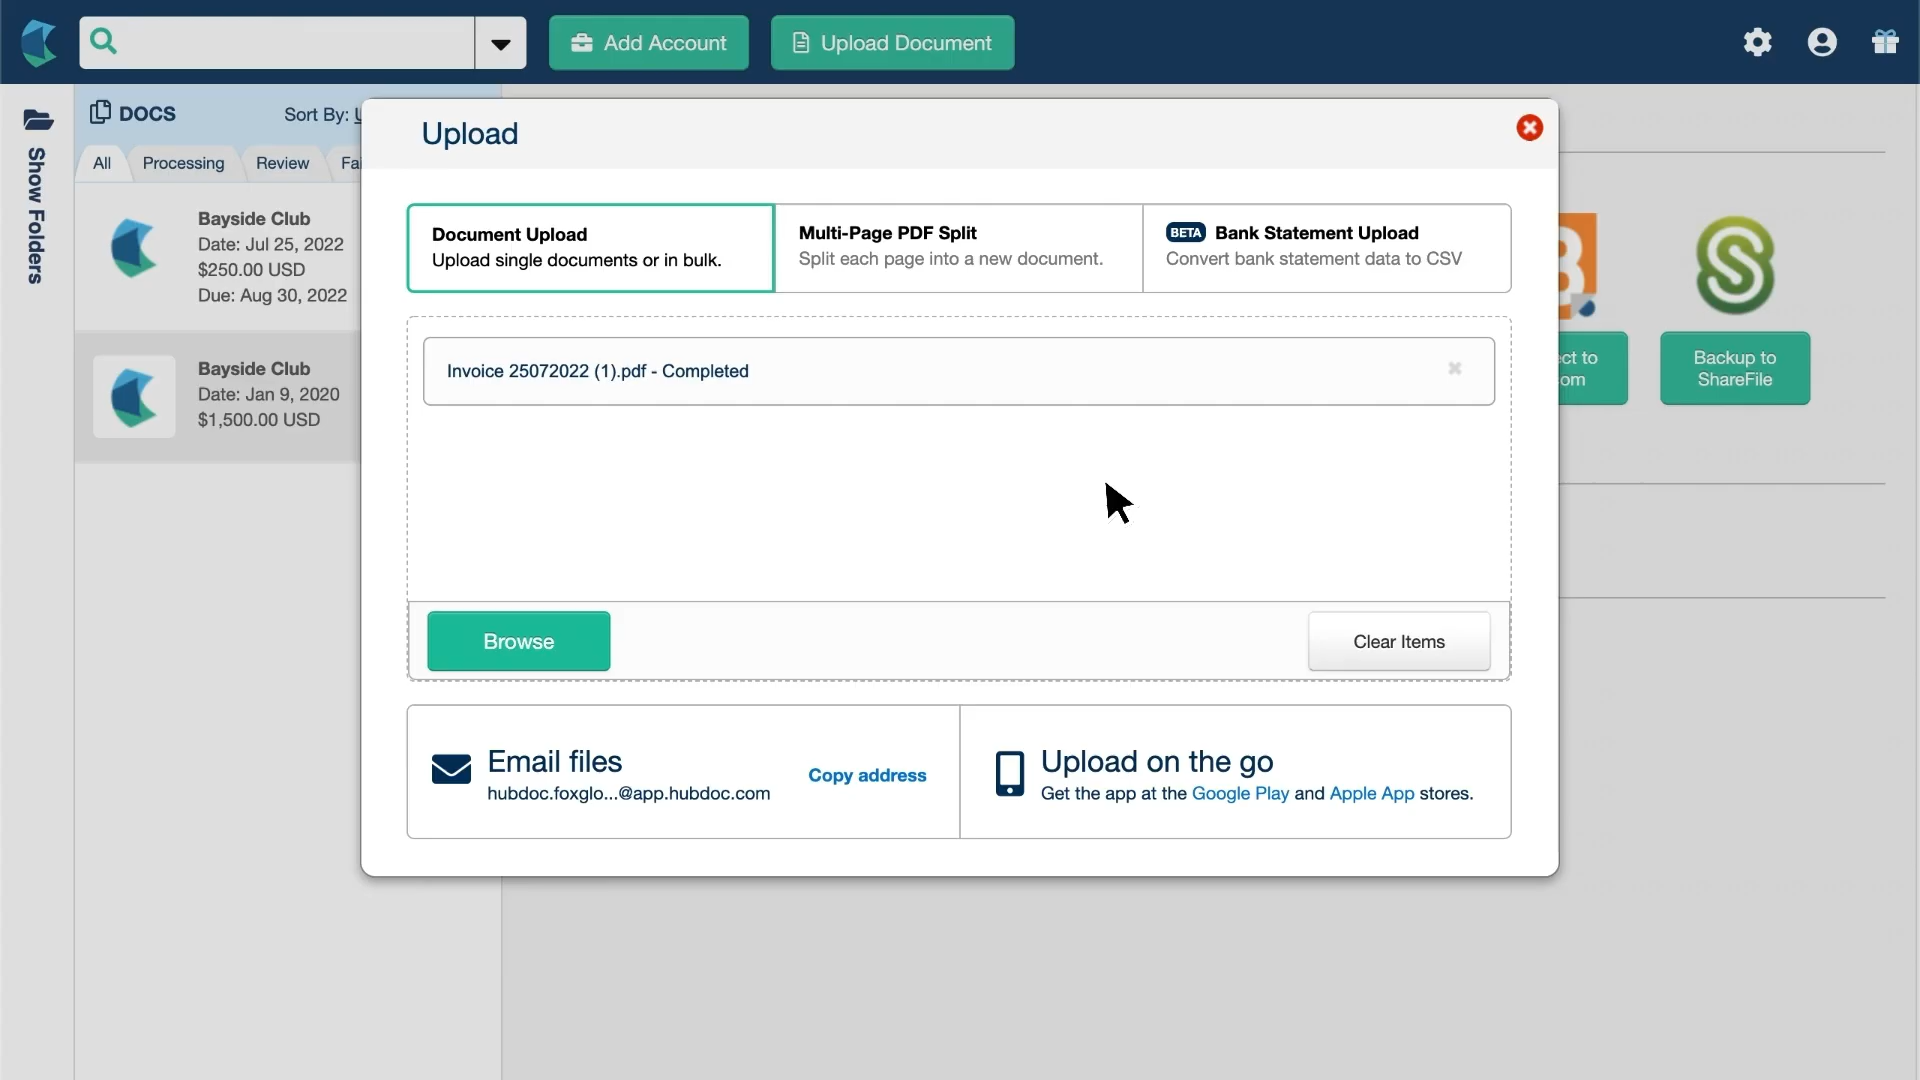 Add Account
Upload Document
Show Folders
DOCS
Sort By:
All
Processing
Review
Bayside Club
Date: Jul 25, 2022
$250.00 USD
Due: Aug 30, 2022
Bayside Club
Date: Jan 9, 2020
$1,500.00 USD
Upload
Document Upload
Upload single documents or in bulk.
Multi-Page PDF Split
Split each page into a new document.
BETA Bank Statement Upload
Convert bank statement data to CSV
Invoice 25072022 (1).pdf - Completed
Browse
Clear Items
Email files
hubdoc.foxglo...@app.hubdoc.com
Copy address
Upload on the go
Get the app at the Google Play and Apple App stores.
Backup to
ShareFile